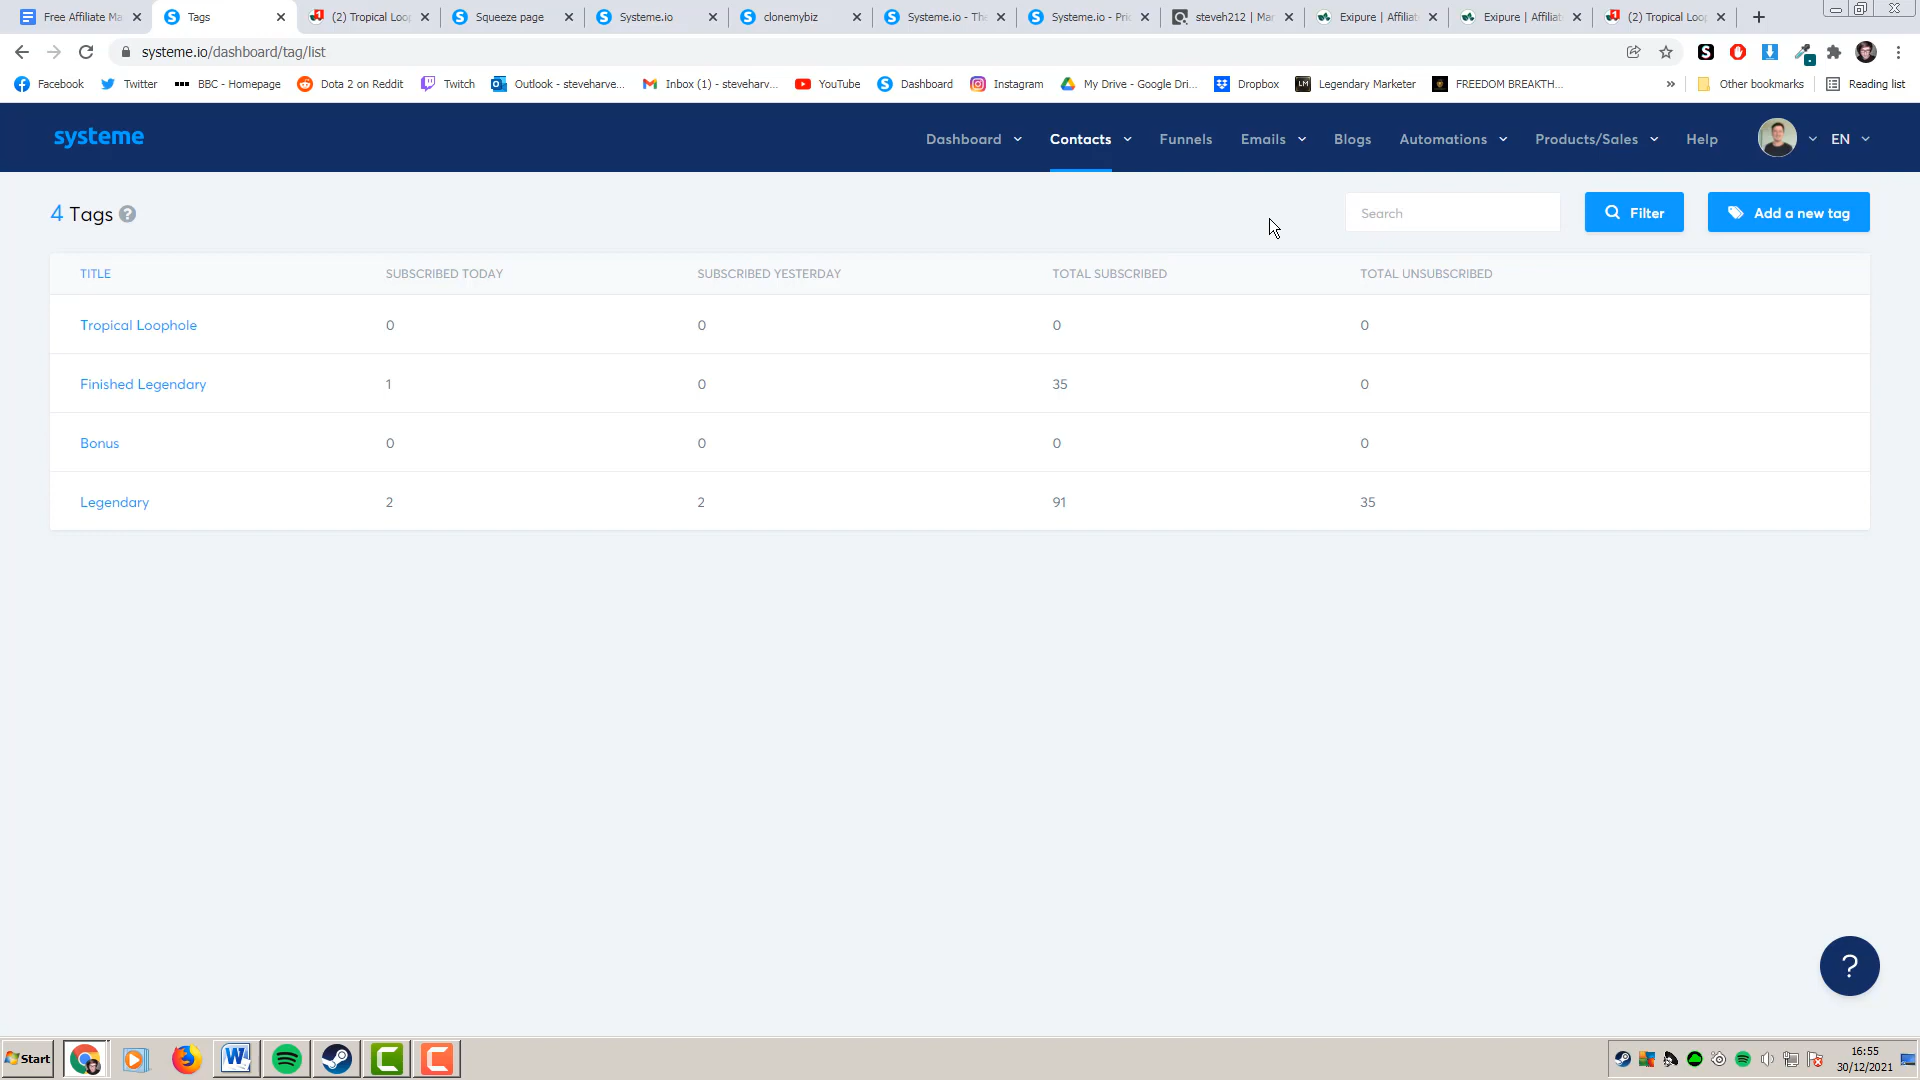 Free Affiliate Ma
Tags
(2) Tropical Loo
Squeeze page
Systeme.io
clonemybiz
Systeme.io - Th
Systeme.io - Pri
steveh212 | Mar
Exipure | Affiliat
Exipure | Affiliat
(2) Tropical Loop
systeme.io/dashboard/tag/list
Facebook
Twitter
BBC - Homepage
Dota 2 on Reddit
Twitch
Outlook - steveharve...
Inbox (1) - steveharv...
YouTube
Dashboard
Instagram
My Drive - Google Dri...
Dropbox
LM
Legendary Marketer
FREEDOM BREAKTH...
»
Other bookmarks
Reading list
systeme
Dashboard
Contacts
Funnels
Emails
Blogs
Automations
Products/Sales
Help
EN
4 Tags ?
Search
Filter
Add a new tag
TITLE SUBSCRIBED TODAY SUBSCRIBED YESTERDAY TOTAL SUBSCRIBED TOTAL UNSUBSCRIBED
Tropical Loophole 0 0 0 0
Finished Legendary 1 0 35 0
Bonus 0 0 0 0
Legendary 2 2 91 35
?
Start
16:55
30/12/2021